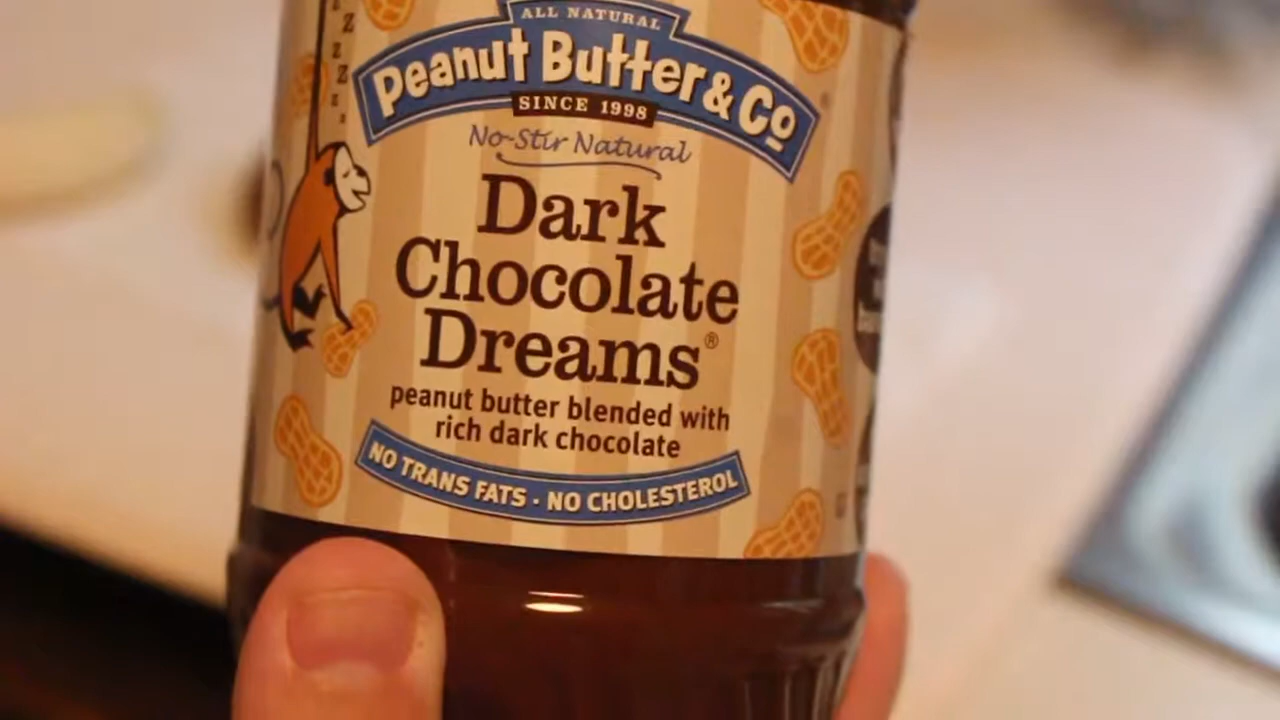 ALL NATURAL
Peanut Butter & Co
SINCE 1998
No-Stir Natural
Dark
Chocolate
Dreams®
peanut butter blended with
rich dark chocolate
NO TRANS FATS · NO CHOLESTEROL